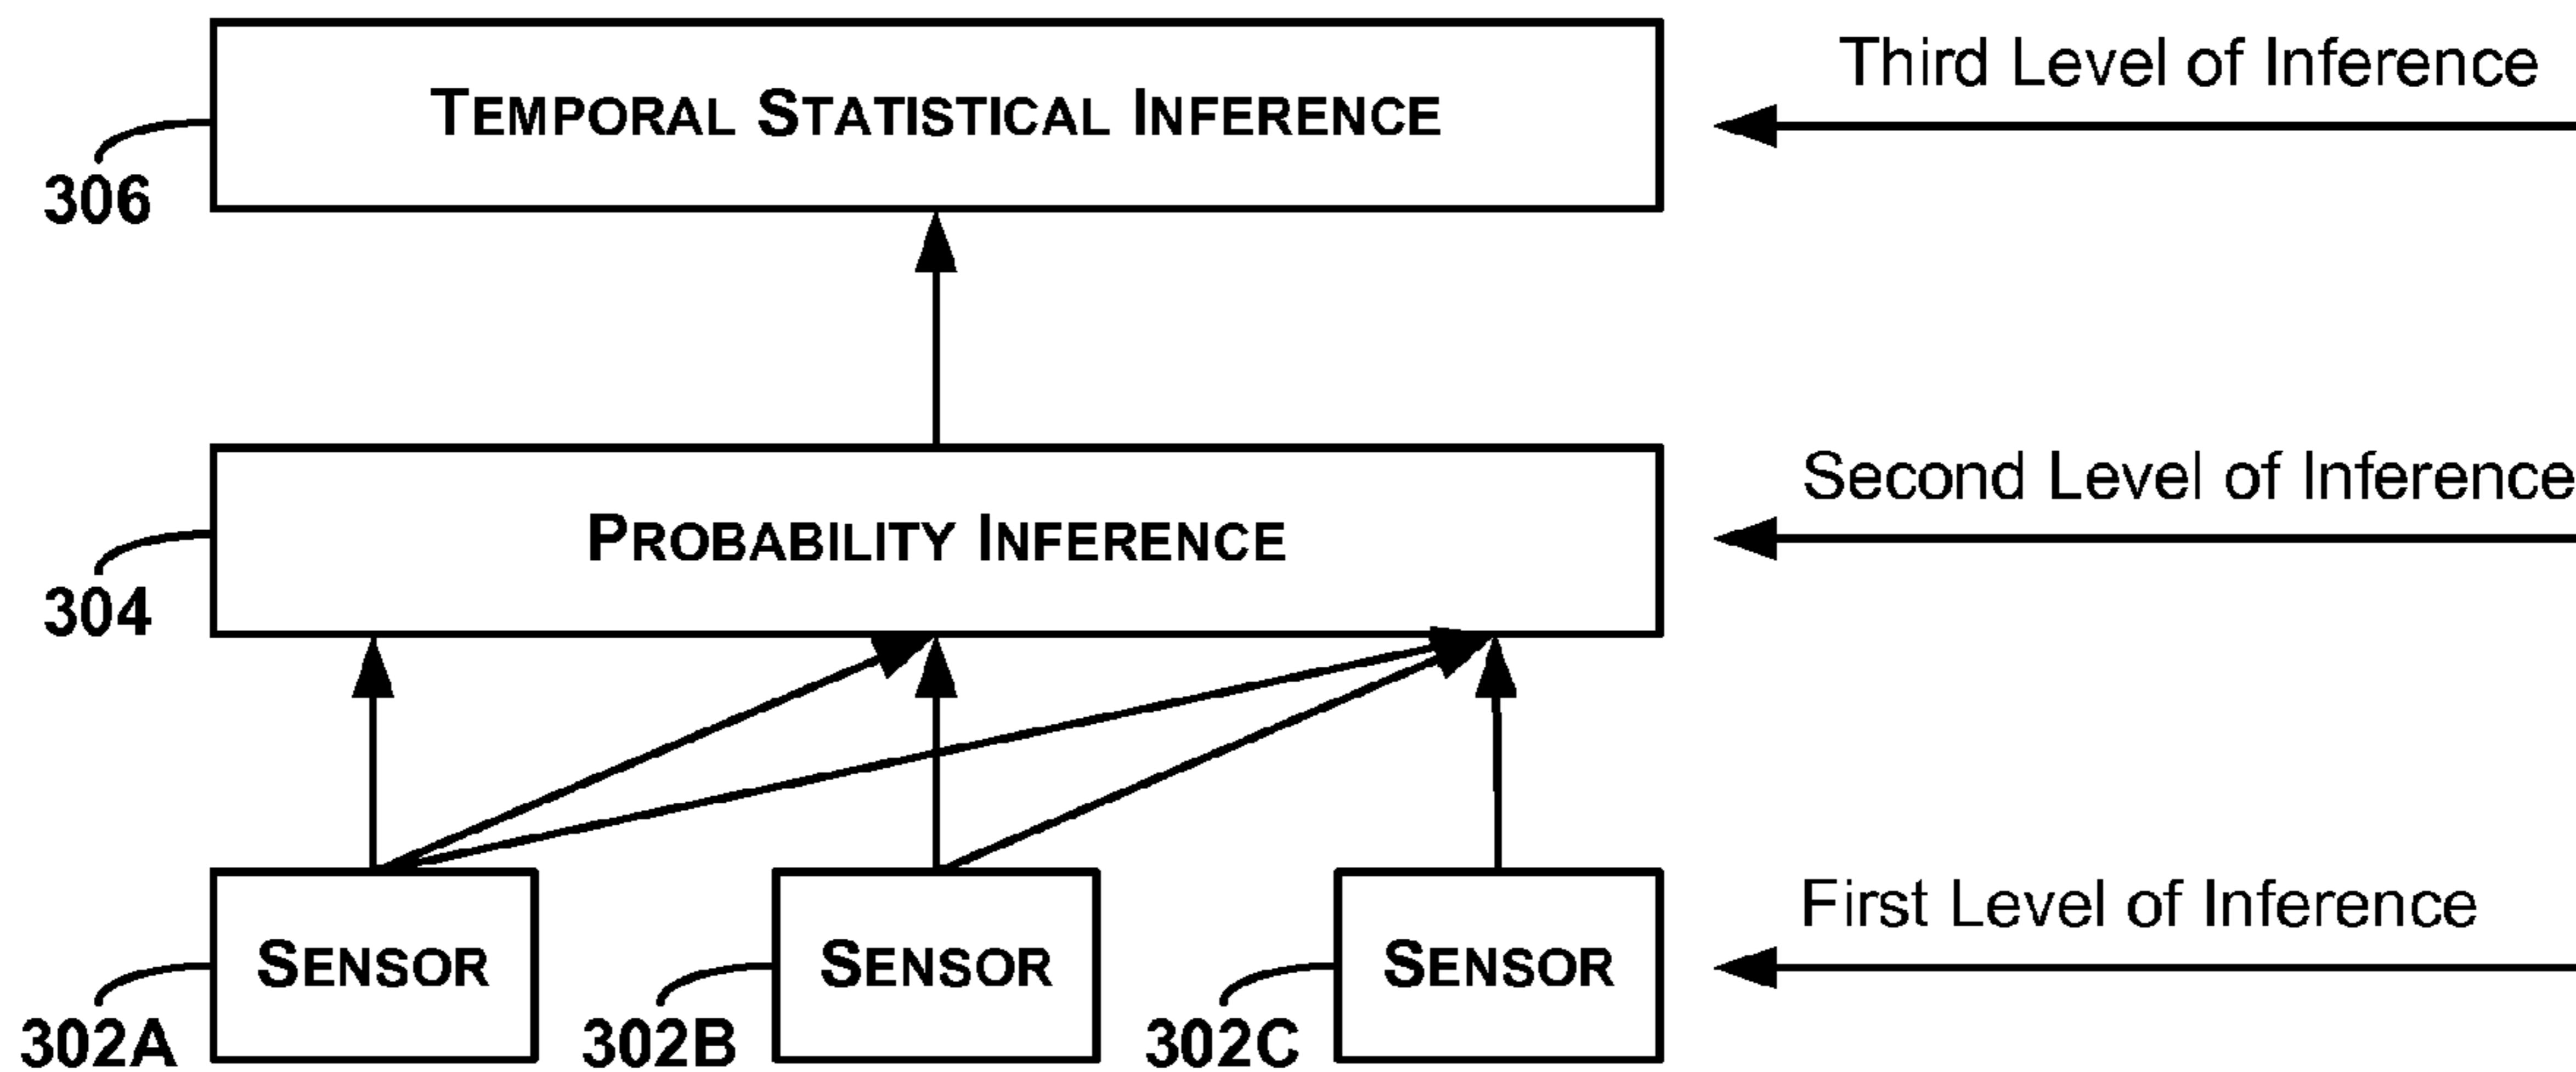 Third Level of Inference
TEMPORAL STATISTICAL INFERENCE
306
Second Level of Inference
PROBABILITY INFERENCE
304
First Level of Inference
SENSOR
SENSOR
SENSOR
302A
302B
302C